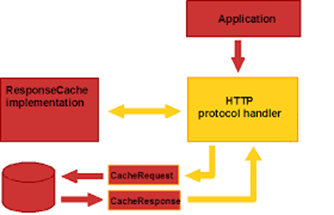 Application
ResponseCache
implementation
HTTP
protocol handler
CacheRequest
CacheResponse